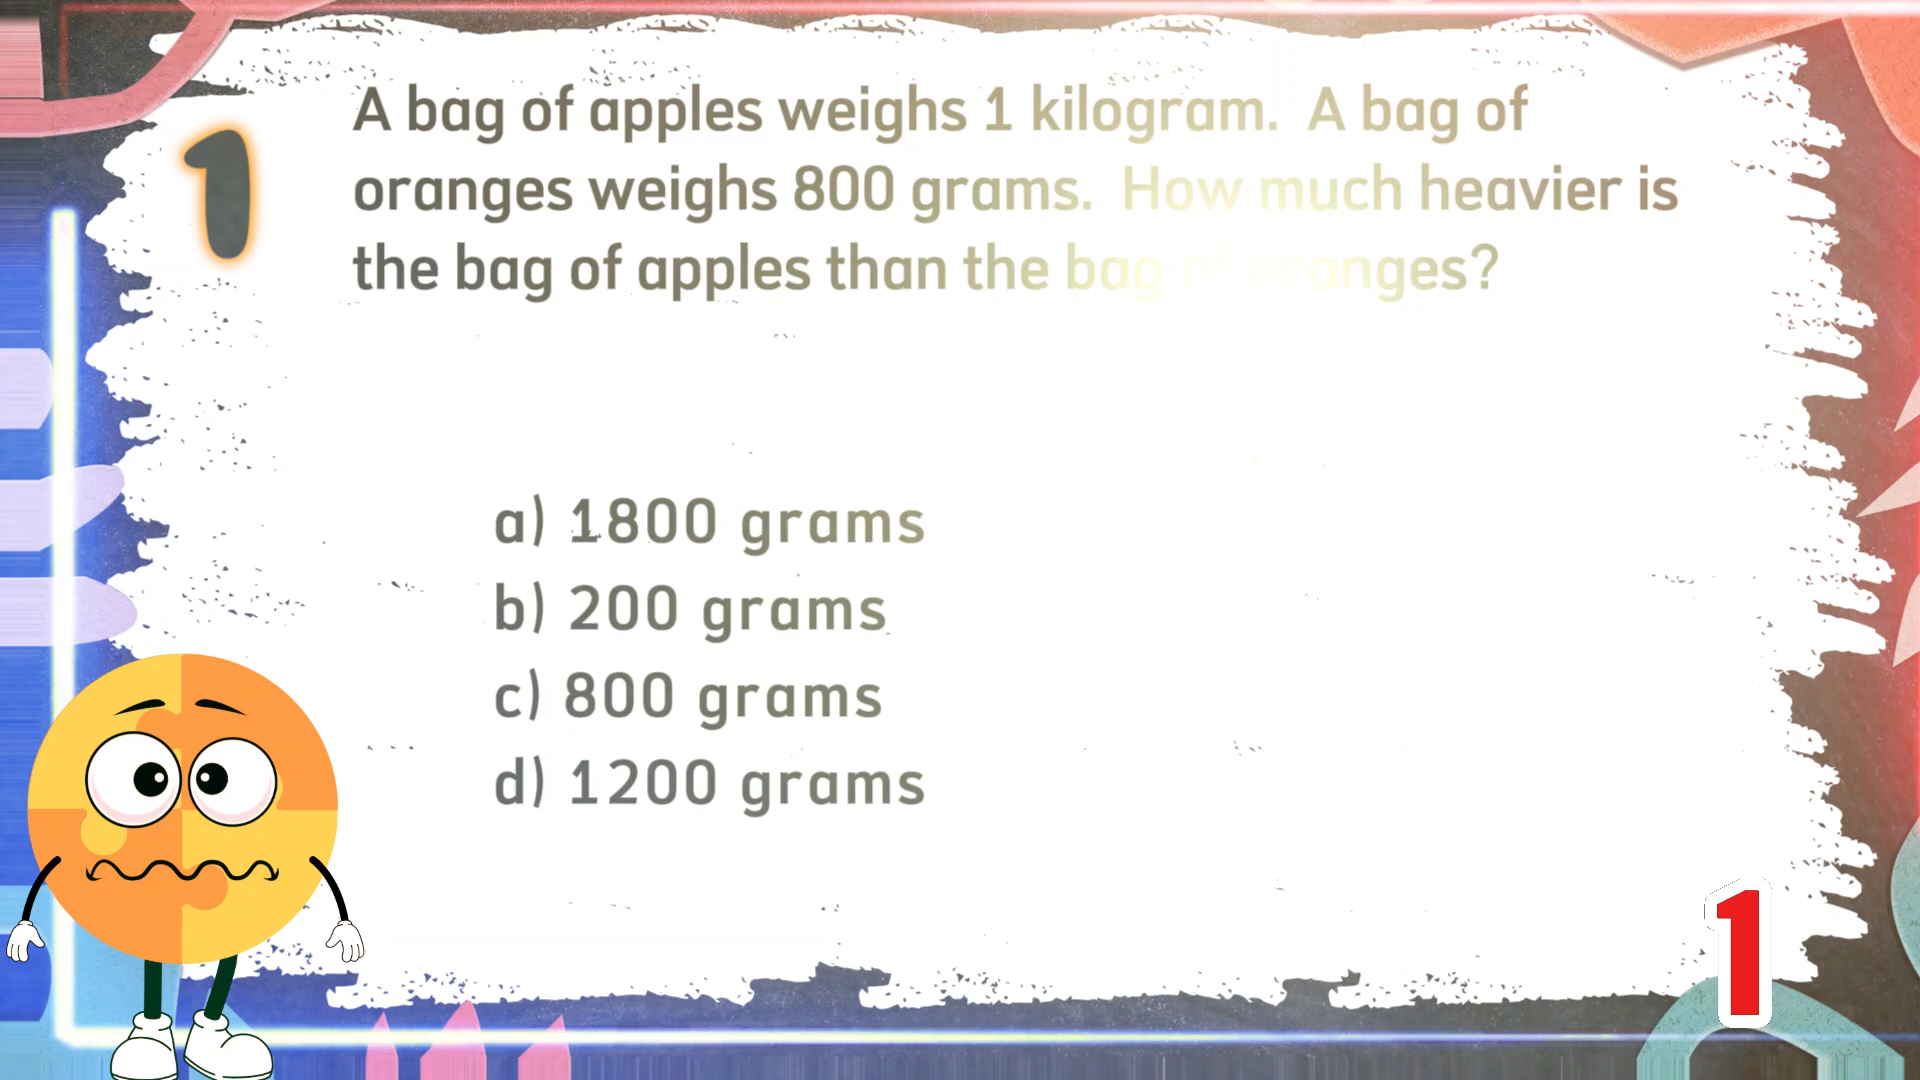 1
A bag of apples weighs 1 kilogram. A bag of
oranges weighs 800 grams. How much heavier is
the bag of apples than the bag of oranges?
a) 1800 grams
b) 200 grams
c) 800 grams
d) 1200 grams
1